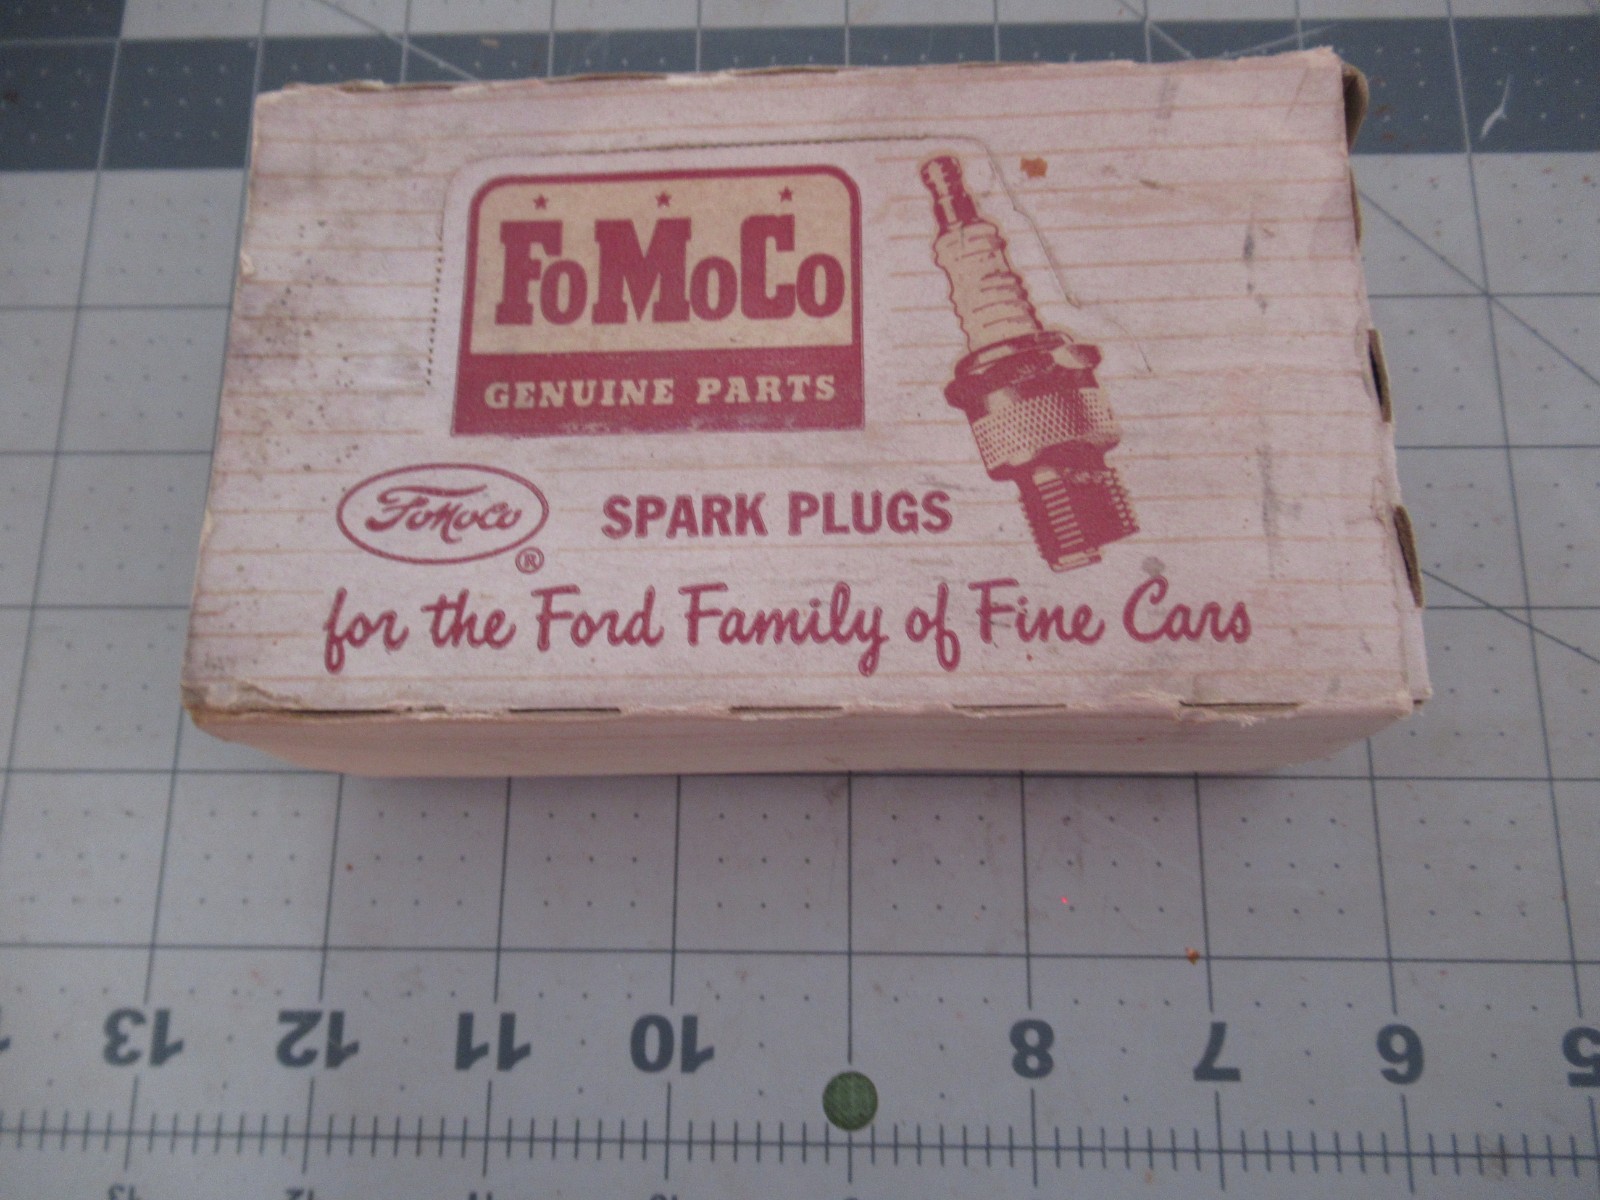 FoMoCo
GENUINE PARTS
FoMoCo ®
SPARK PLUGS
for the Ford Family of Fine Cars
13 12 11 10 8 7 6 5